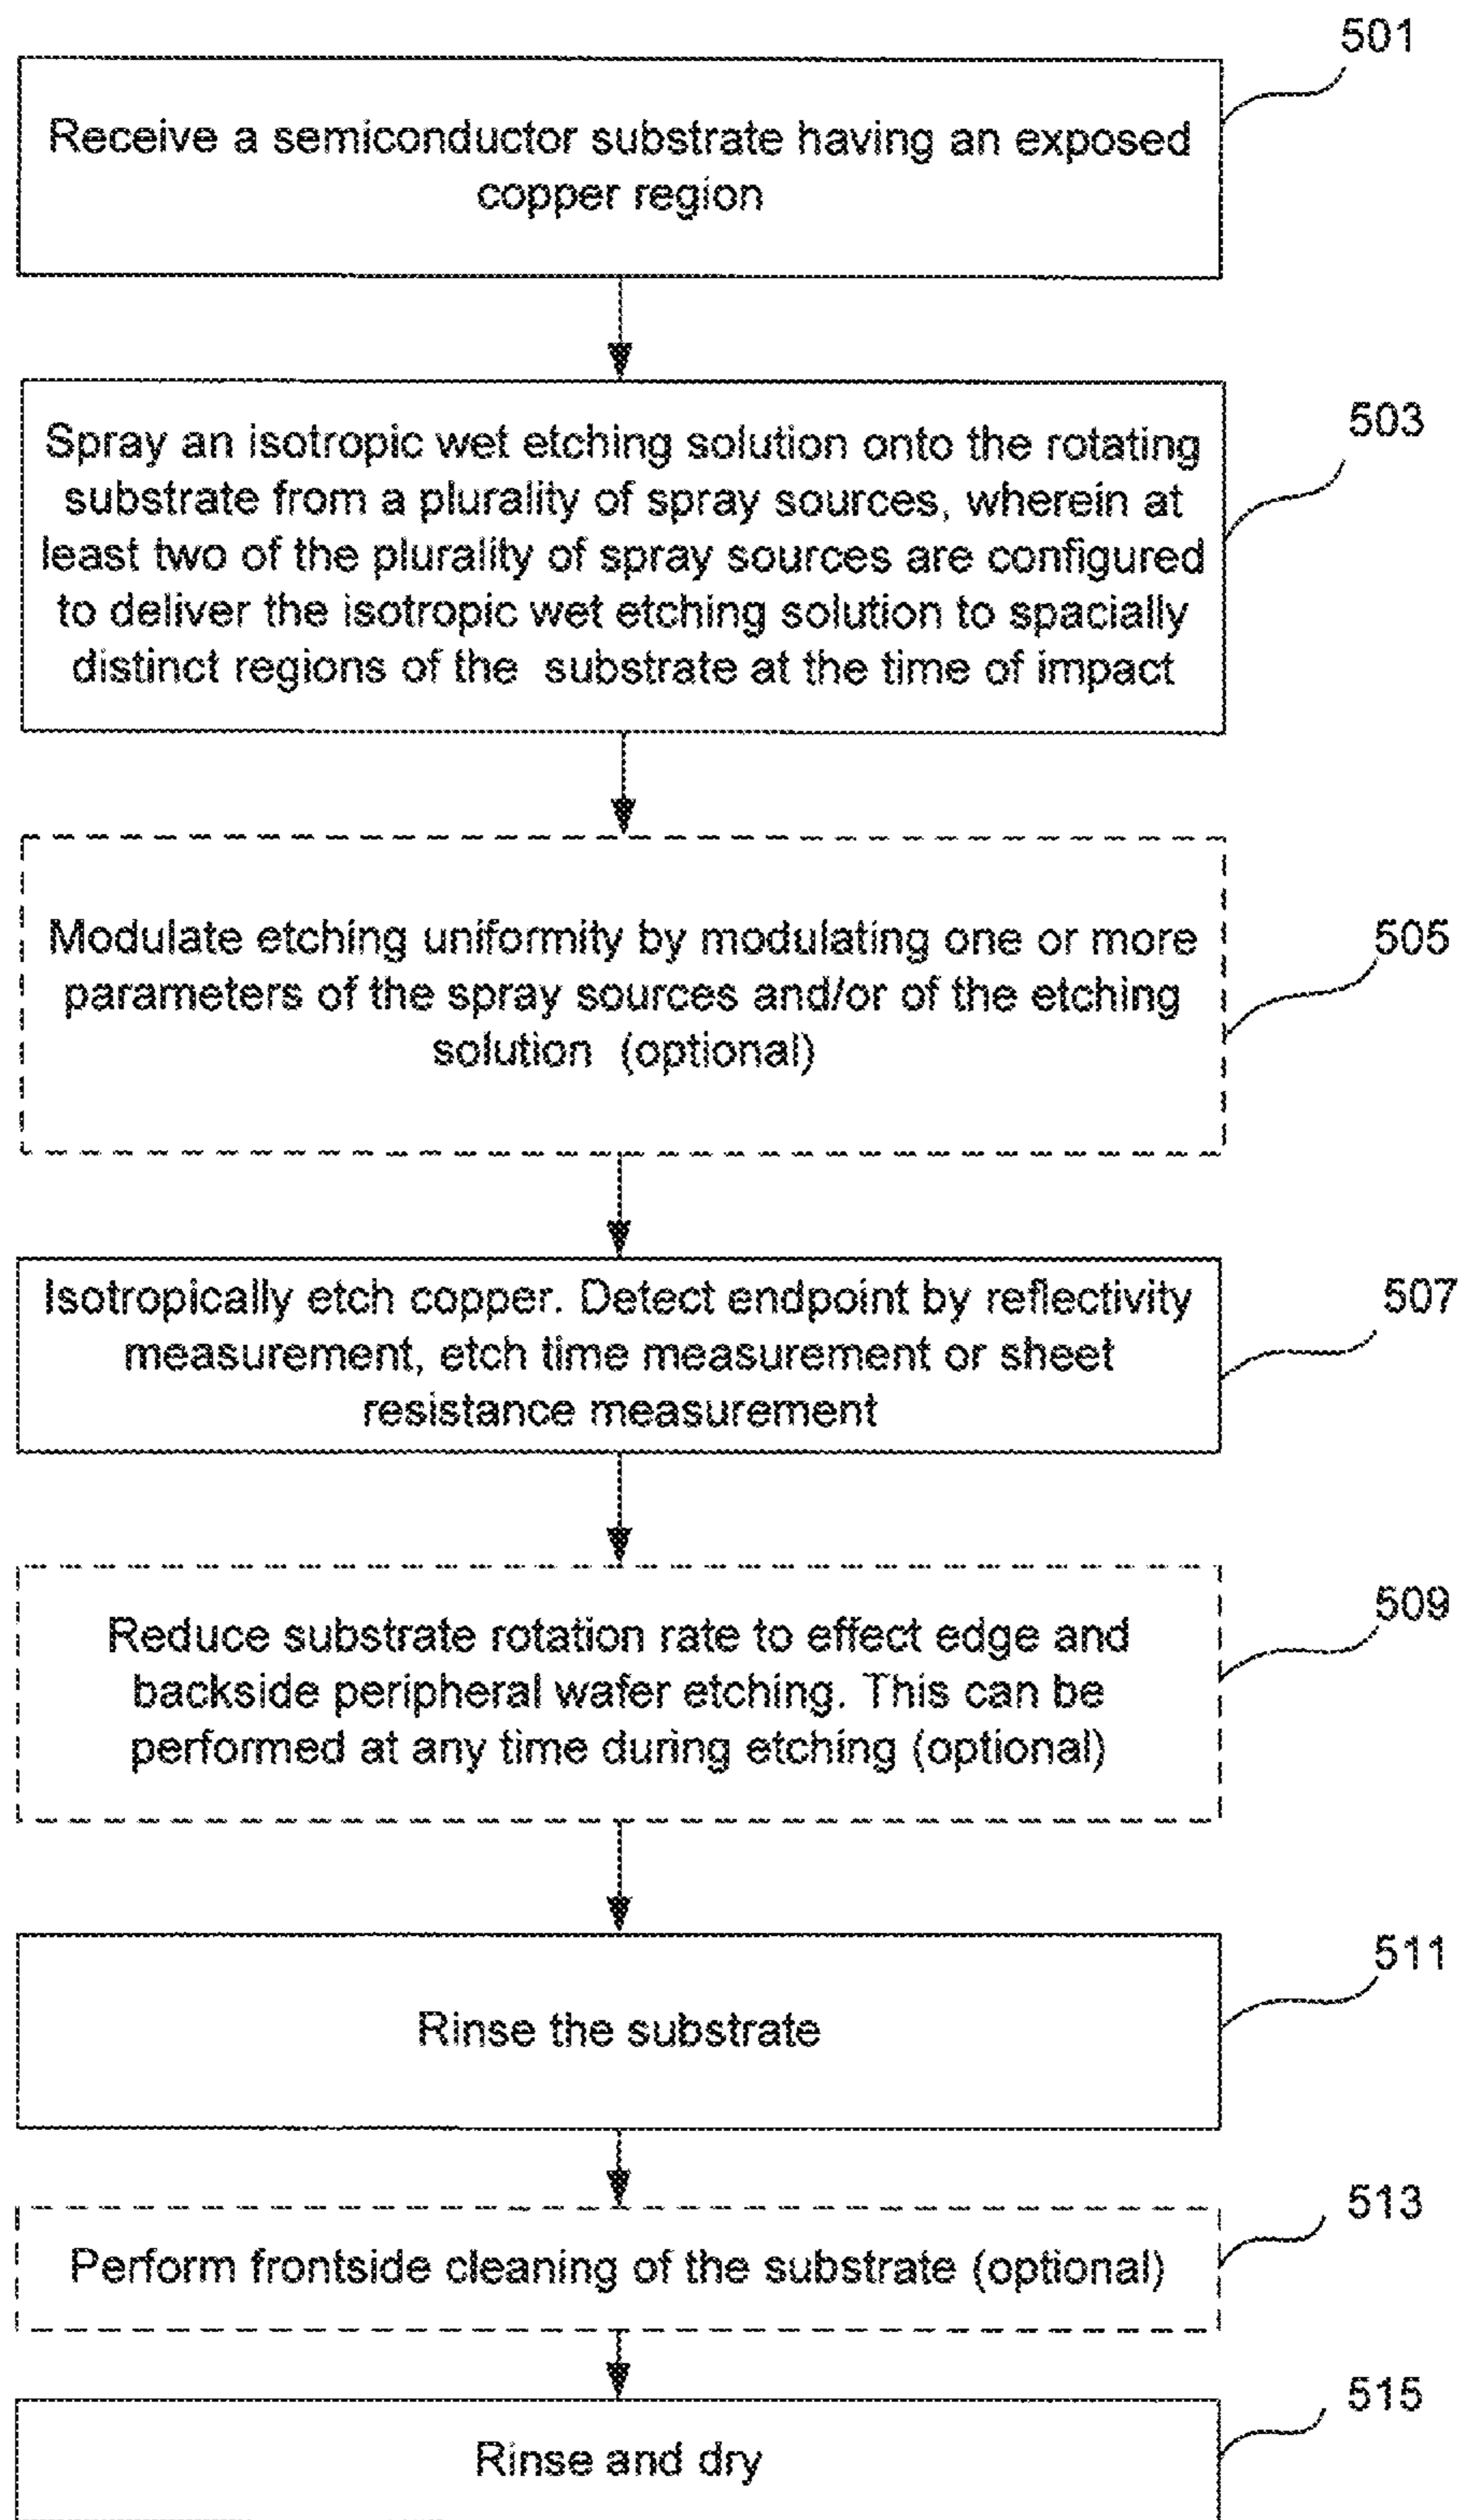 501
Receive a semiconductor substrate having an exposed
copper region
503
Spray an isotropic wet etching solution onto the rotating
substrate from a plurality of spray sources, wherein at
least two of the plurality of spray sources are configured
to deliver the isotropic wet etching solution to spacially
distinct regions of the substrate at the time of impact
505
Modulate etching uniformity by modulating one or more
parameters of the spray sources and/or of the etching
solution (optional)
507
Isotropically etch copper. Detect endpoint by reflectivity
measurement, etch time measurement or sheet
resistance measurement
509
Reduce substrate rotation rate to effect edge and
backside peripheral wafer etching. This can be
performed at any time during etching (optional)
511
Rinse the substrate
513
Perform frontside cleaning of the substrate (optional)
515
Rinse and dry